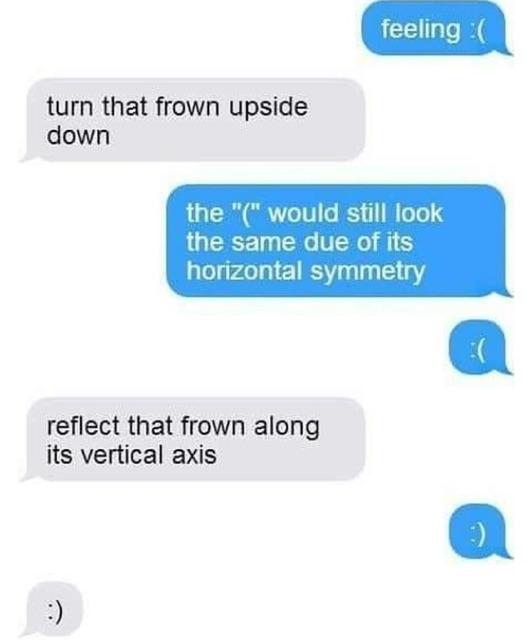 feeling :(
turn that frown upside
down
the "(" would still look
the same due of its
horizontal symmetry
:(
reflect that frown along
its vertical axis
:)
:)